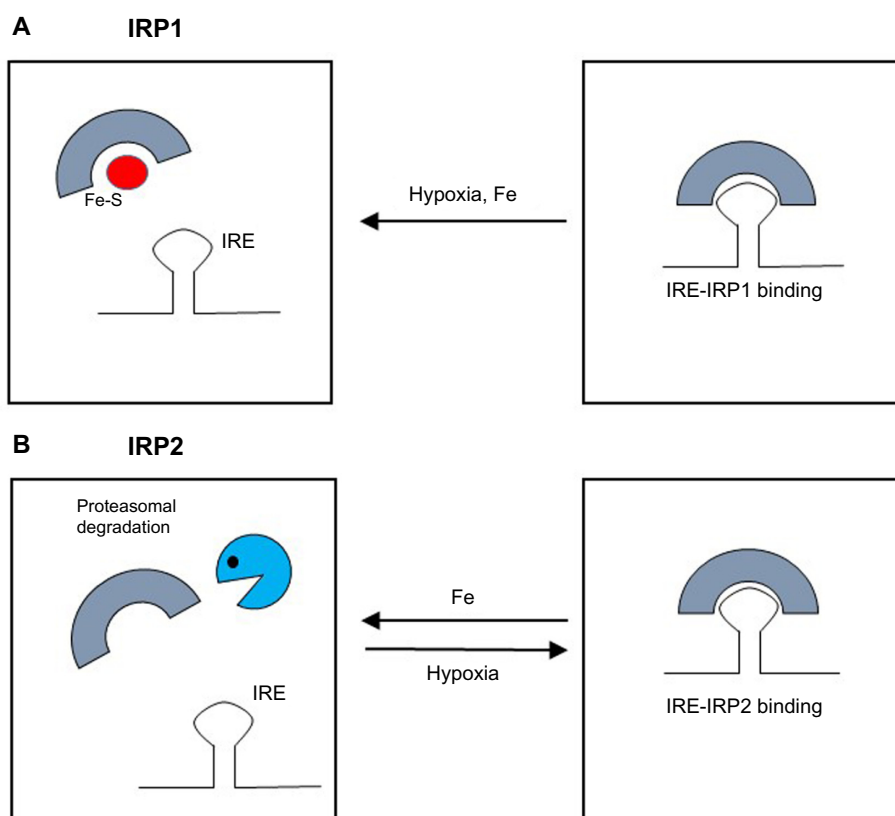 A IRP1
Fe-S
IRE
Hypoxia, Fe
IRE-IRP1 binding
B IRP2
Proteasomal
degradation
IRE
Fe
Hypoxia
IRE-IRP2 binding